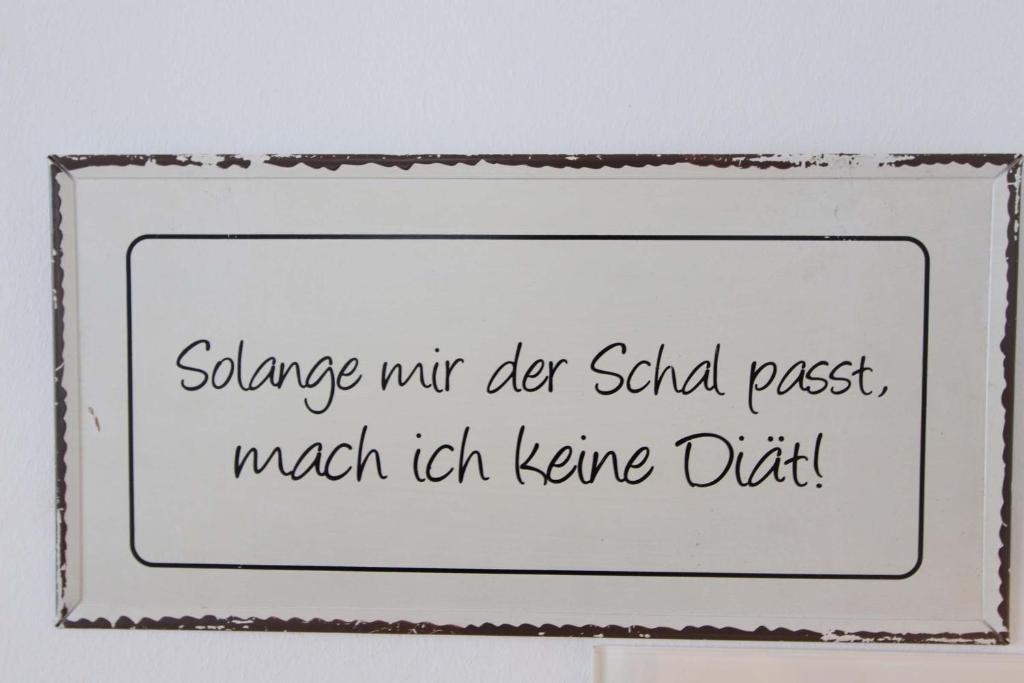 Solange mir der Schal passt,
mach ich keine Diät!